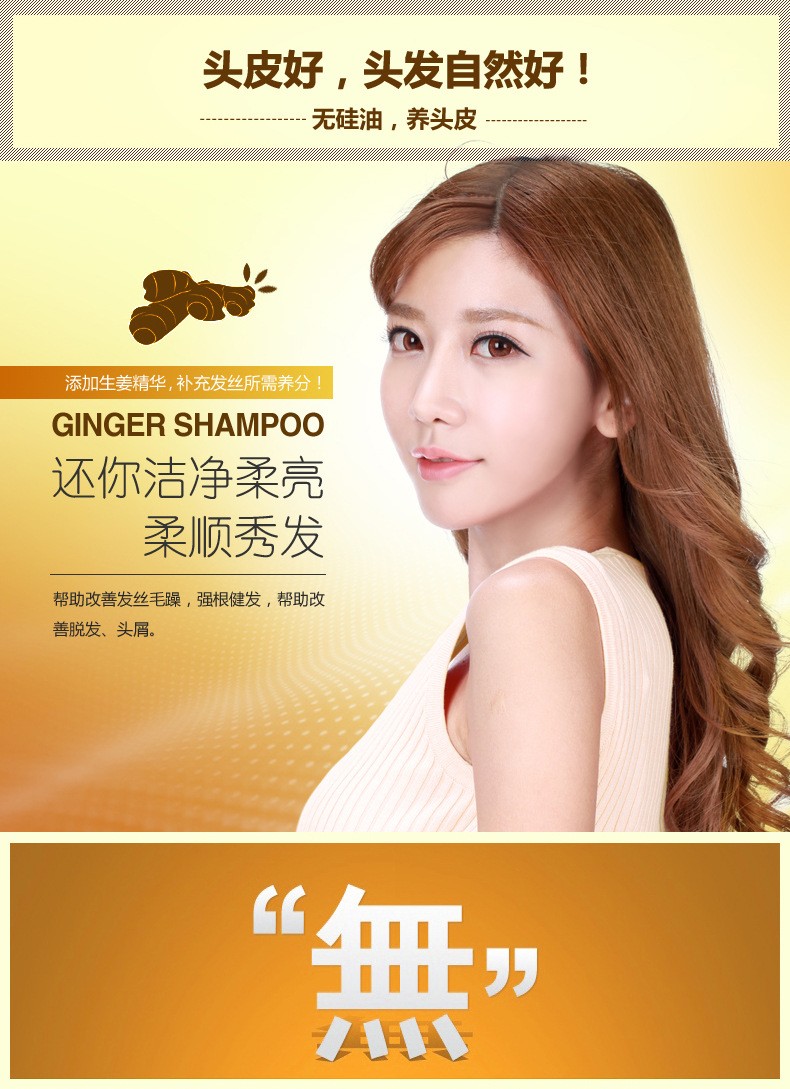 头皮好，头发自然好！
无硅油，养头皮
添加生姜精华，补充发丝所需养分！
GINGER SHAMPOO
还你洁净柔亮
柔顺秀发
帮助改善发丝毛躁，强根健发，帮助改
善脱发、头屑。
“無”